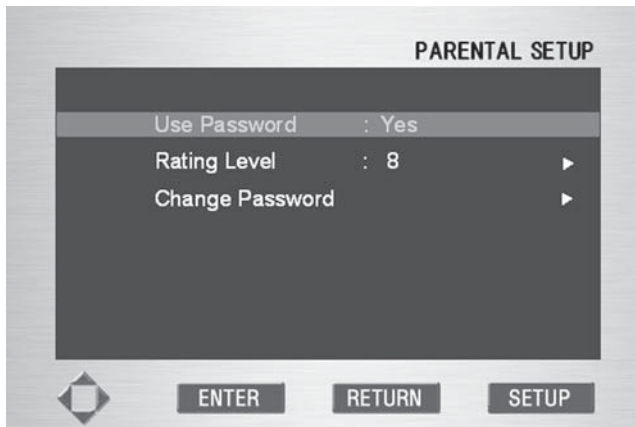 PARENTAL SETUP
Use Password : Yes
Rating Level : 8 ►
Change Password ►
ENTER RETURN SETUP